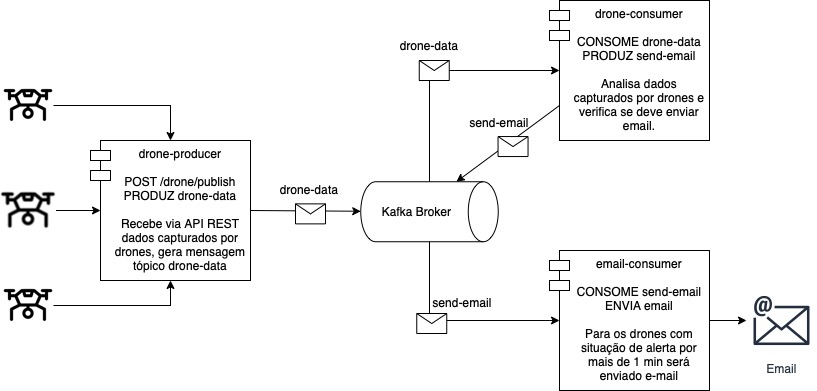 drone-consumer
CONSOME drone-data
PRODUZ send-email
Analisa dados
capturados por drones e
verifica se deve enviar
email.
drone-data
send-email
drone-producer
POST /drone/publish
PRODUZ drone-data
Recebe via API REST
dados capturados por
drones, gera mensagem
tópico drone-data
drone-data
Kafka Broker
send-email
email-consumer
CONSOME send-email
ENVIA email
Para os drones com
situação de alerta por
mais de 1 min será
enviado e-mail
@
Email